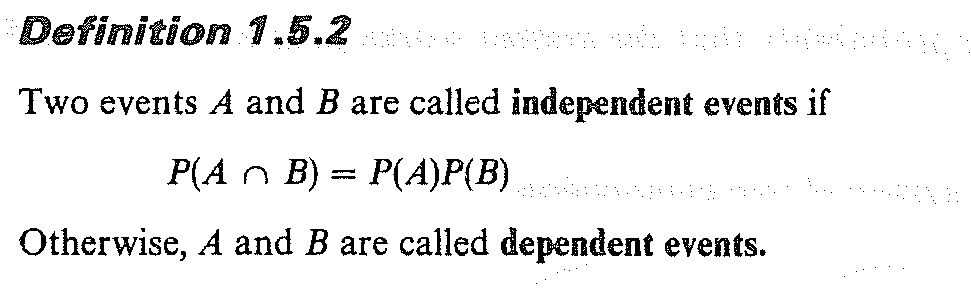 Definition 1.5.2
Two events A and B are called independent events if
P(A ∩ B) = P(A)P(B)
Otherwise, A and B are called dependent events.